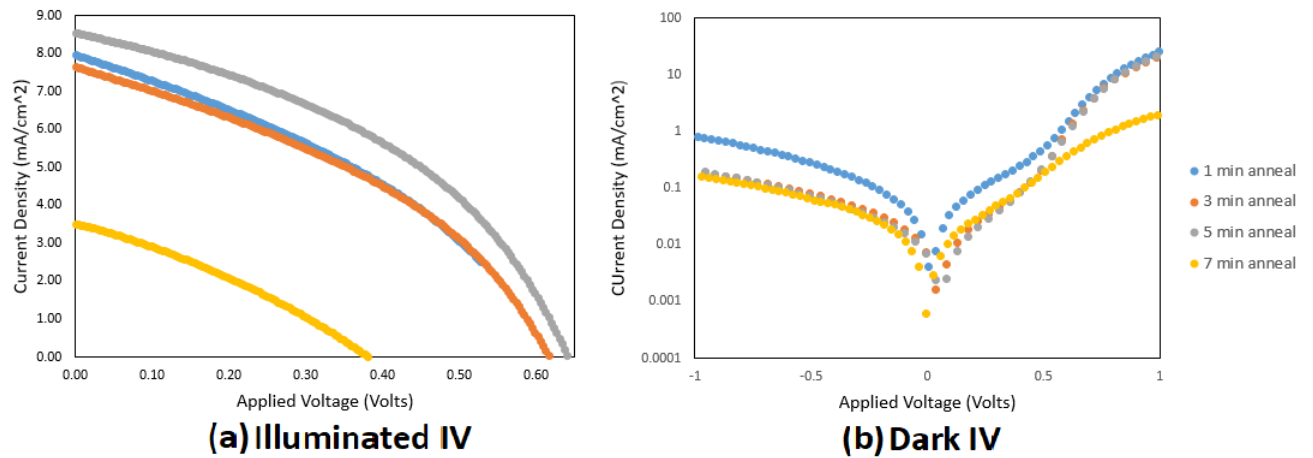 9.00
8.00
7.00
6.00
5.00
4.00
3.00
2.00
1.00
0.00
Current Density (mA/cm^2)
0.00 0.10 0.20 0.30 0.40 0.50 0.60
Applied Voltage (Volts)
(a) Illuminated IV
100
10
1
0.1
0.01
0.001
0.0001
CUrrent Density (mA/cm^2)
-1 -0.5 0 0.5 1
Applied Voltage (Volts)
(b) Dark IV
1 min anneal
3 min anneal
5 min anneal
7 min anneal